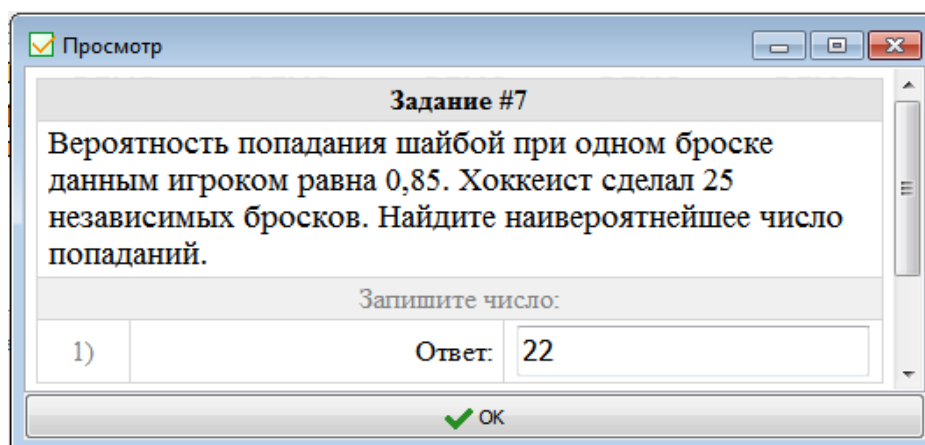 Просмотр
Задание #7
Вероятность попадания шайбой при одном броске
данным игроком равна 0,85. Хоккеист сделал 25
независимых бросков. Найдите наивероятнейшее число
попаданий.
Запишите число:
1) Ответ: 22
OK